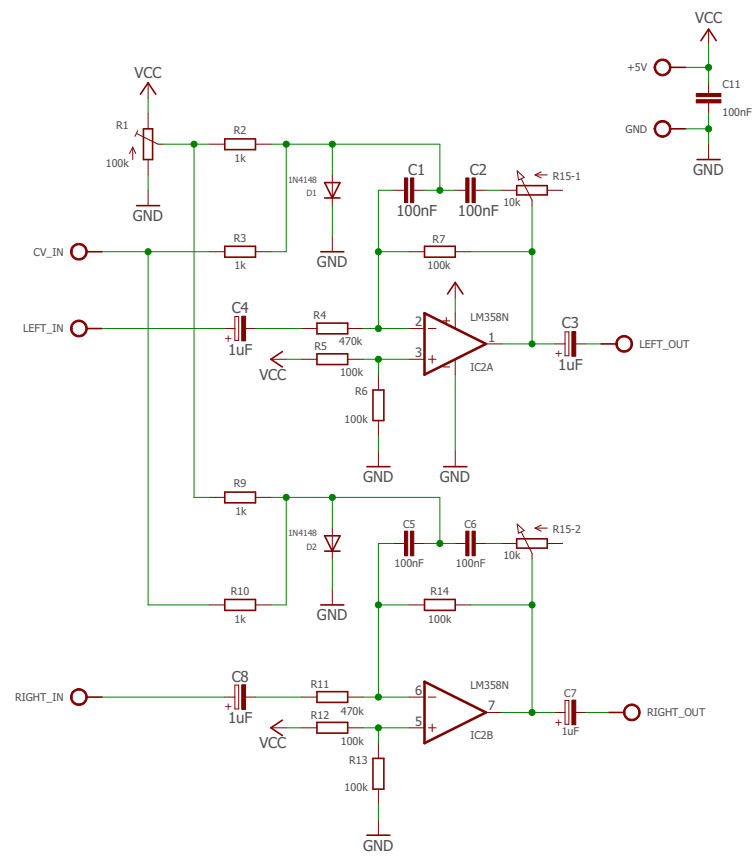 VCC
+5V
C11
100nF
GND
GND
VCC
R1
100k
GND
R2
1k
1N4148
D1
GND
C1
100nF
C2
100nF
R15-1
10k
CV_IN
R3
1k
R7
100k
LEFT_IN
C4
+
1uF
R4
470k
R5
100k
VCC
R6
100k
GND
2
3
−
+
+
−
LM358N
1
IC2A
GND
C3
+
1uF
LEFT_OUT
R9
1k
1N4148
D2
GND
C5
100nF
C6
100nF
R15-2
10k
R10
1k
R14
100k
RIGHT_IN
C8
+
1uF
R11
470k
R12
100k
VCC
R13
100k
GND
6
5
−
+
LM358N
7
IC2B
C7
+
1uF
RIGHT_OUT